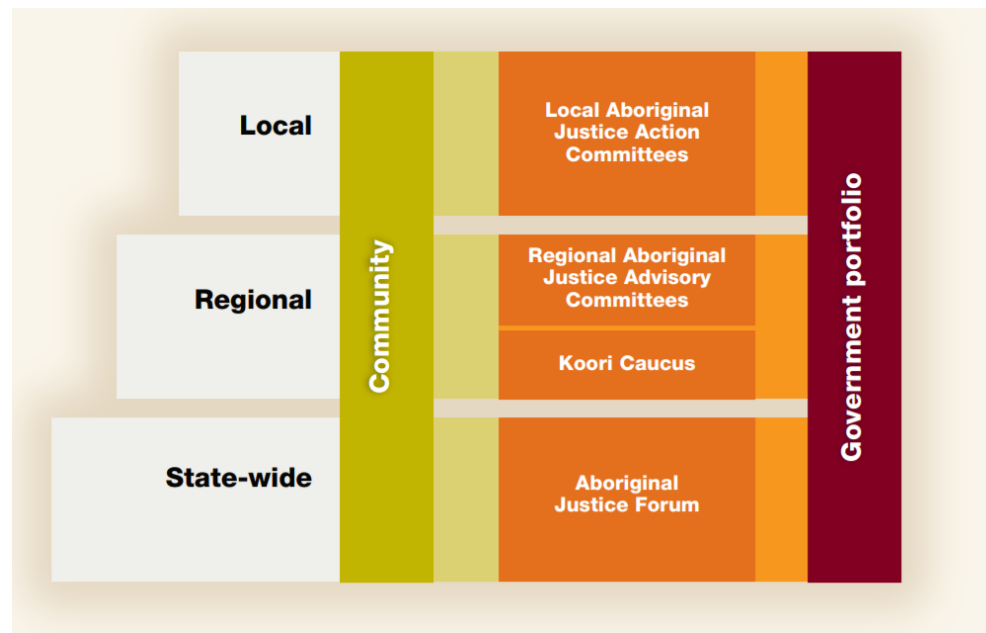 Local
Community
Local Aboriginal
Justice Action
Committees
Government portfolio
Regional
Regional Aboriginal
Justice Advisory
Committees
Koori Caucus
State-wide
Aboriginal
Justice Forum